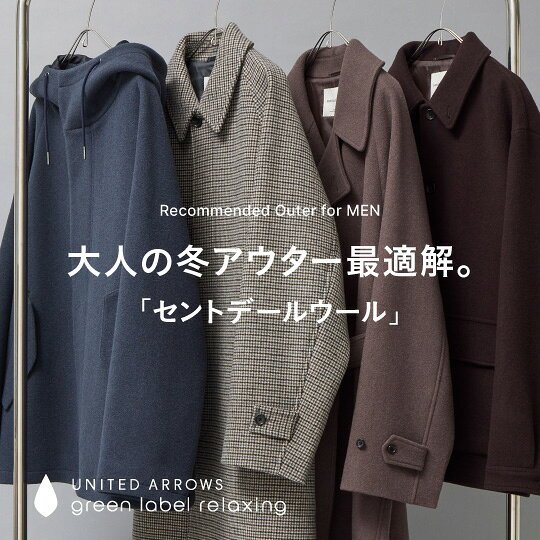 Recommended Outer for MEN
大人の冬アウター最適解。
「セントデールウール」
UNITED ARROWS
green label relaxing